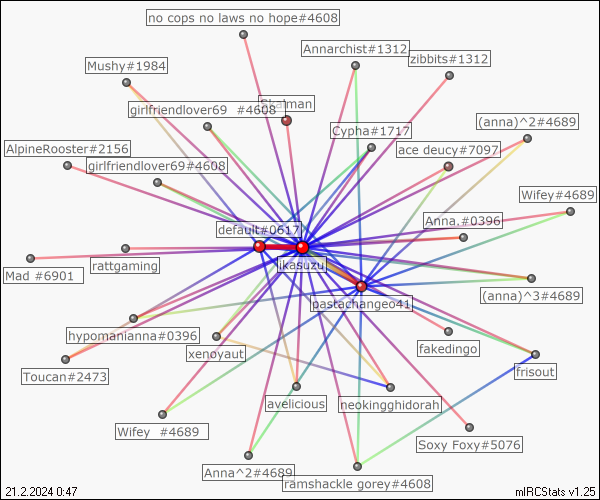 no cops no laws no hope#4608
Annarchist#1312
zibbits#1312
Mushy#1984
girlfriendlover69 #4608
Skatman
Cypha#1717
(anna)^2#4689
AlpineRooster#2156
girlfriendlover69#4608
ace deucy#7097
Wifey#4689
Anna.#0396
default#0617
Mad #6901
rattgaming
ikasuzu
(anna)^3#4689
pastachangeo41
hypomanianna#0396
xenoyaut
fakedingo
Toucan#2473
frisout
avelicious
neokingghidorah
Wifey #4689
Soxy Foxy#5076
Anna^2#4689
ramshackle gorey#4608
21.2.2024 0:47
mIRCStats v1.25